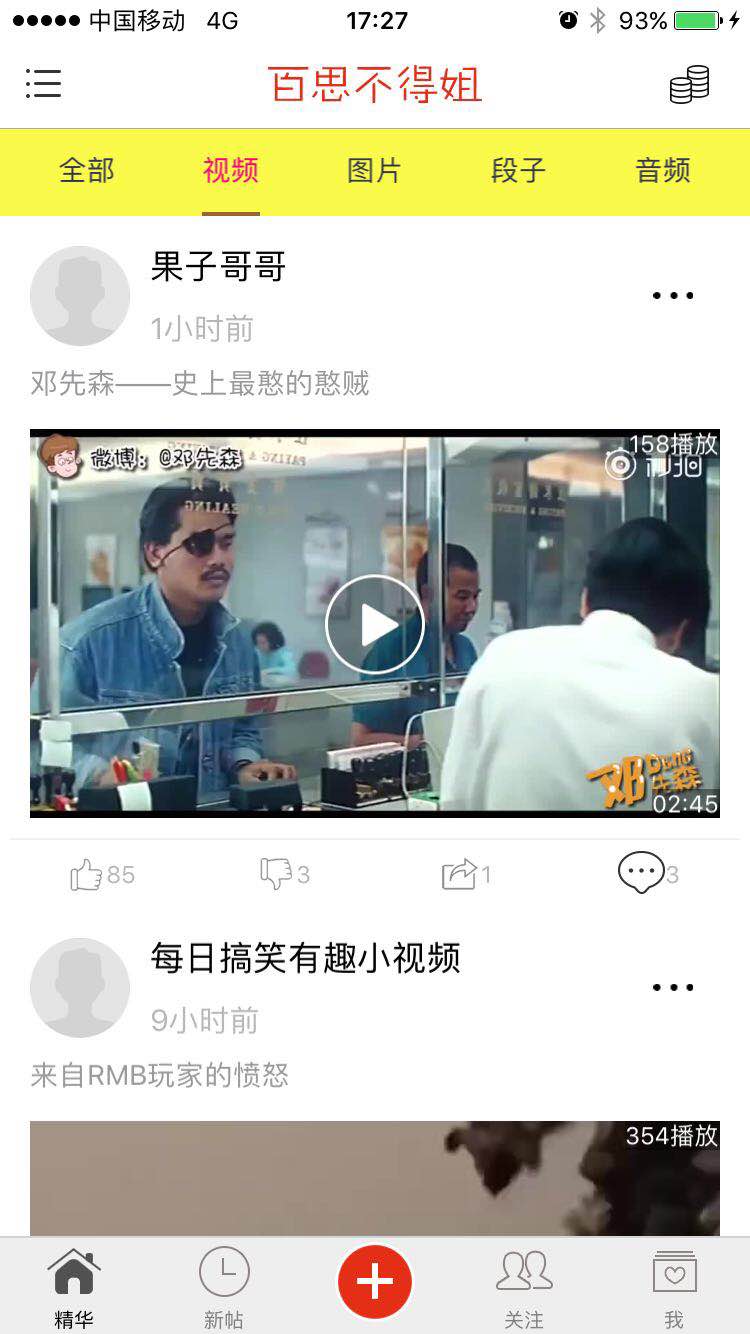 中国移动 4G 17:27 93%
百思不得姐
全部 视频 图片 段子 音频
果子哥哥
1小时前
邓先森——史上最憨的憨贼
158播放
微博：@邓先森
秒拍
邓先森
02:45
85 3 1 3
每日搞笑有趣小视频
9小时前
来自RMB玩家的愤怒
354播放
精华 新帖 关注 我